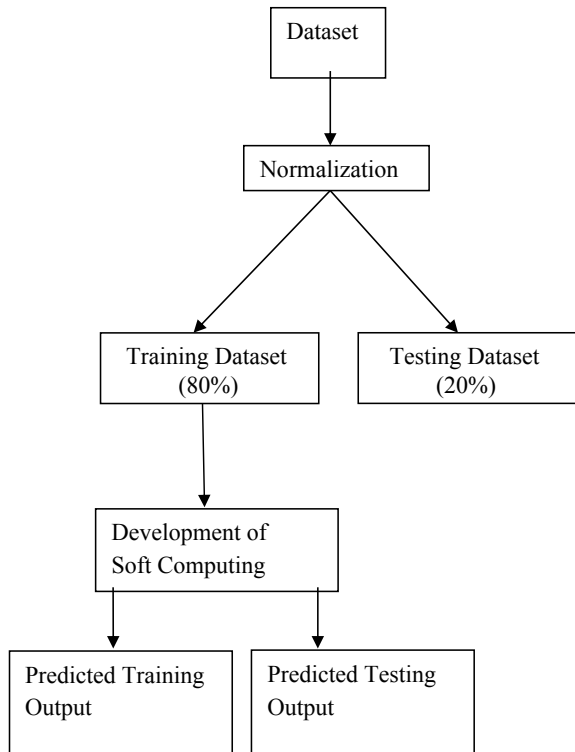 Dataset
Normalization
Training Dataset
(80%)
Testing Dataset
(20%)
Development of
Soft Computing
Predicted Training
Output
Predicted Testing
Output